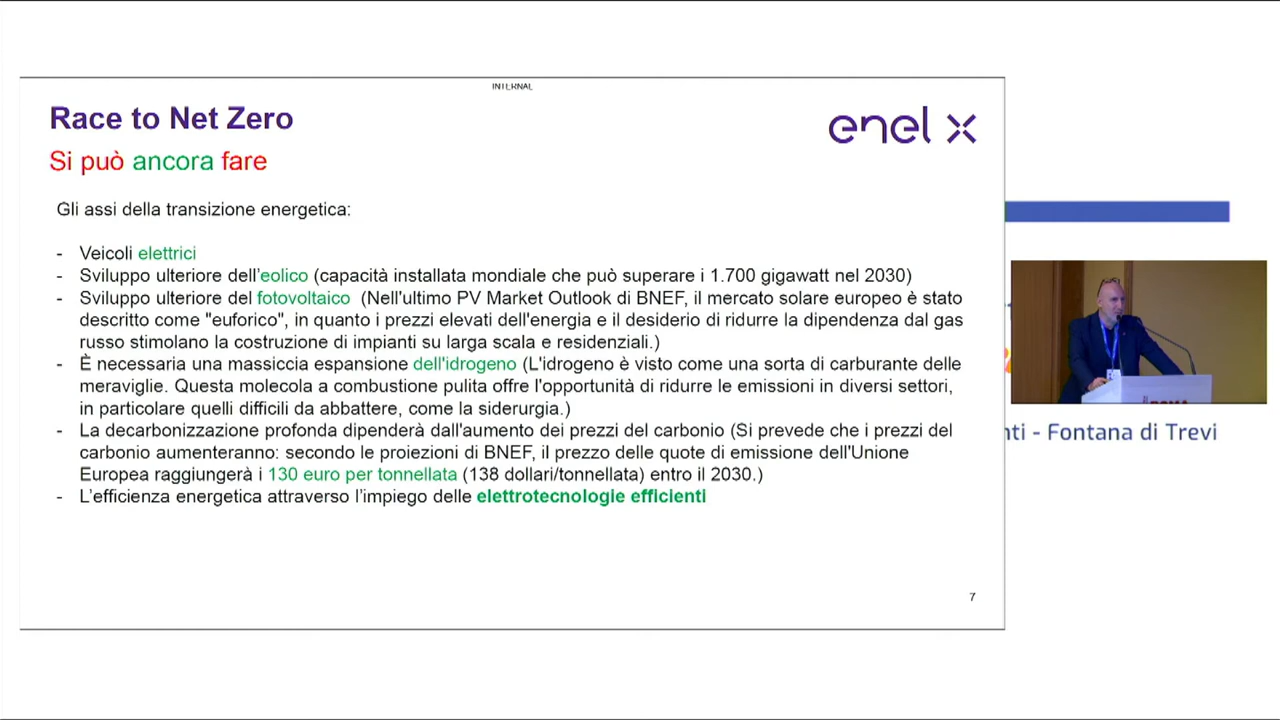 INTERNAL
Race to Net Zero
enel x
Si può ancora fare
Gli assi della transizione energetica:
- Veicoli elettrici
- Sviluppo ulteriore dell'eolico (capacità installata mondiale che può superare i 1.700 gigawatt nel 2030)
- Sviluppo ulteriore del fotovoltaico (Nell'ultimo PV Market Outlook di BNEF, il mercato solare europeo è stato
descritto come "euforico", in quanto i prezzi elevati dell'energia e il desiderio di ridurre la dipendenza dal gas
russo stimolano la costruzione di impianti su larga scala e residenziali.)
- È necessaria una massiccia espansione dell'idrogeno (L'idrogeno è visto come una sorta di carburante delle
meraviglie. Questa molecola a combustione pulita offre l'opportunità di ridurre le emissioni in diversi settori,
in particolare quelli difficili da abbattere, come la siderurgia.)
- La decarbonizzazione profonda dipenderà dall'aumento dei prezzi del carbonio (Si prevede che i prezzi del
carbonio aumenteranno: secondo le proiezioni di BNEF, il prezzo delle quote di emissione dell'Unione
Europea raggiungerà i 130 euro per tonnellata (138 dollari/tonnellata) entro il 2030.)
- L'efficienza energetica attraverso l'impiego delle elettrotecnologie efficienti
7
nti - Fontana di Trevi